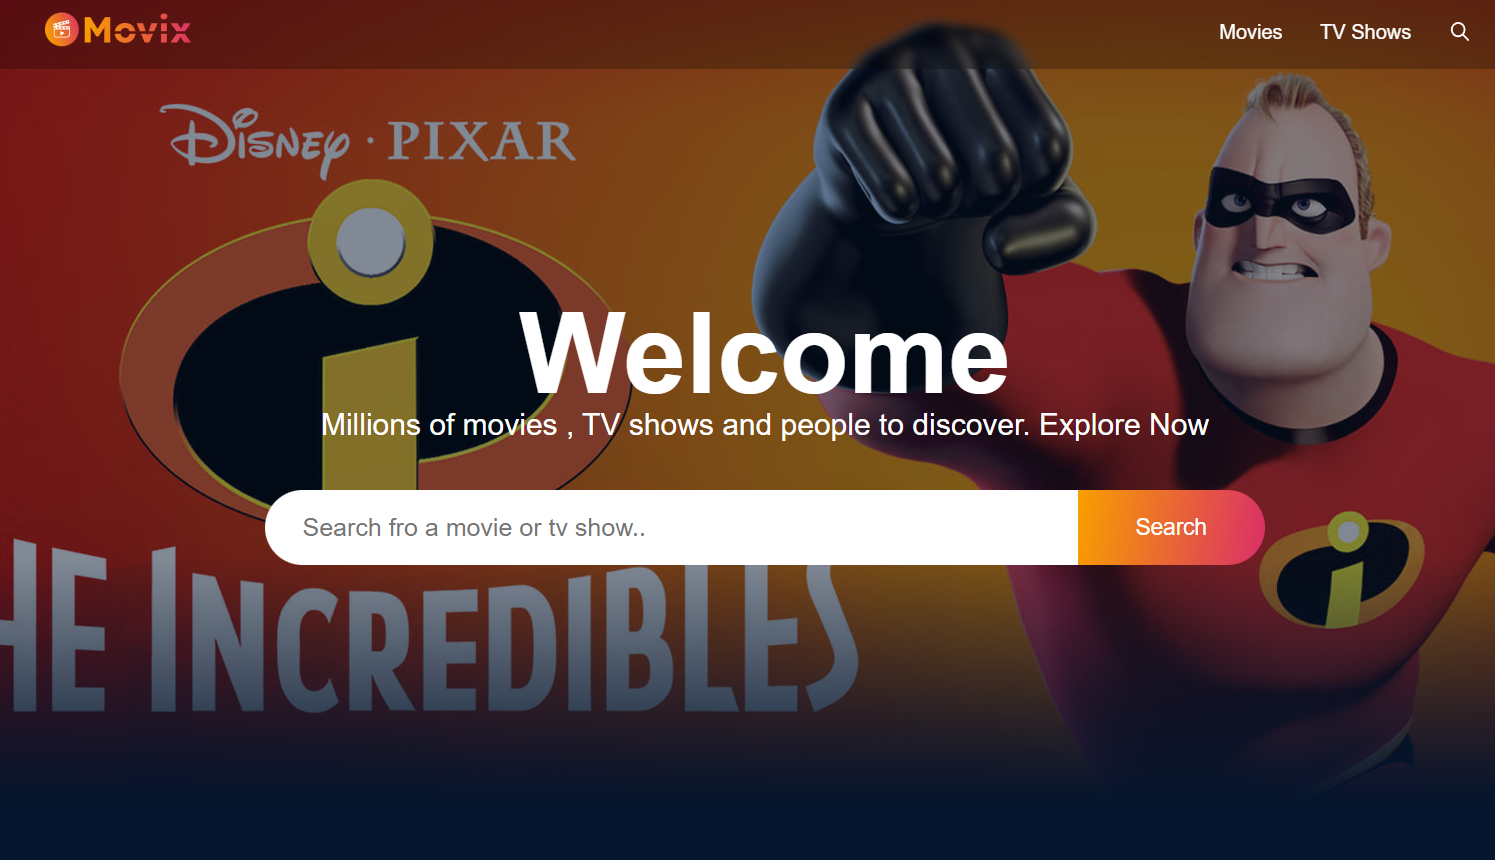 Movix
Movies
TV Shows
DISNEY · PIXAR
Welcome
Millions of movies , TV shows and people to discover. Explore Now
Search fro a movie or tv show..
Search
HE INCREDIBLES